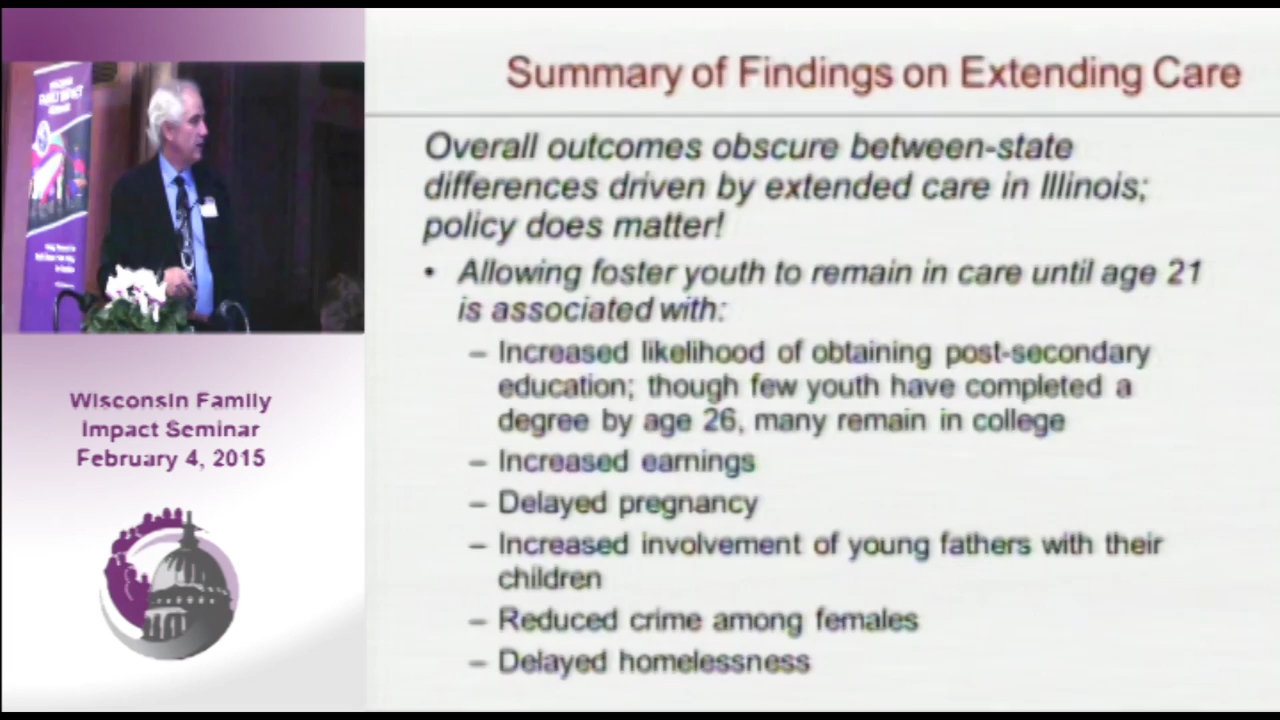 Summary of Findings on Extending Care
Overall outcomes obscure between-state
differences driven by extended care in Illinois;
policy does matter!
• Allowing foster youth to remain in care until age 21
is associated with:
– Increased likelihood of obtaining post-secondary
education; though few youth have completed a
degree by age 26, many remain in college
– Increased earnings
– Delayed pregnancy
– Increased involvement of young fathers with their
children
– Reduced crime among females
– Delayed homelessness
FAMILY IMPACT
Wisconsin Family
Impact Seminar
February 4, 2015